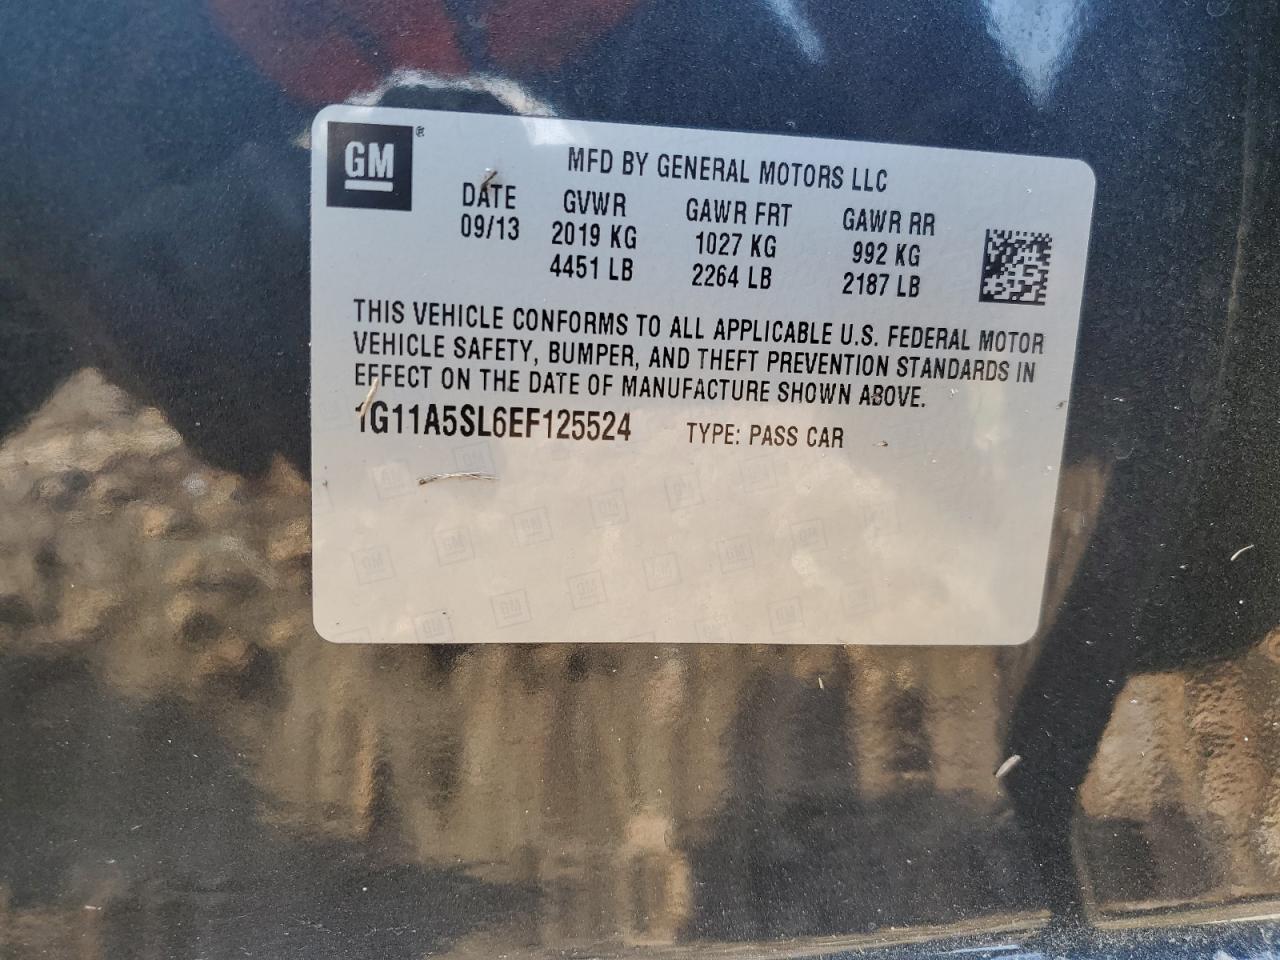 GM ®
MFD BY GENERAL MOTORS LLC
DATE GVWR GAWR FRT GAWR RR
09/13 2019 KG 1027 KG 992 KG
4451 LB 2264 LB 2187 LB
THIS VEHICLE CONFORMS TO ALL APPLICABLE U.S. FEDERAL MOTOR
VEHICLE SAFETY, BUMPER, AND THEFT PREVENTION STANDARDS IN
EFFECT ON THE DATE OF MANUFACTURE SHOWN ABOVE.
1G11A5SL6EF125524 TYPE: PASS CAR